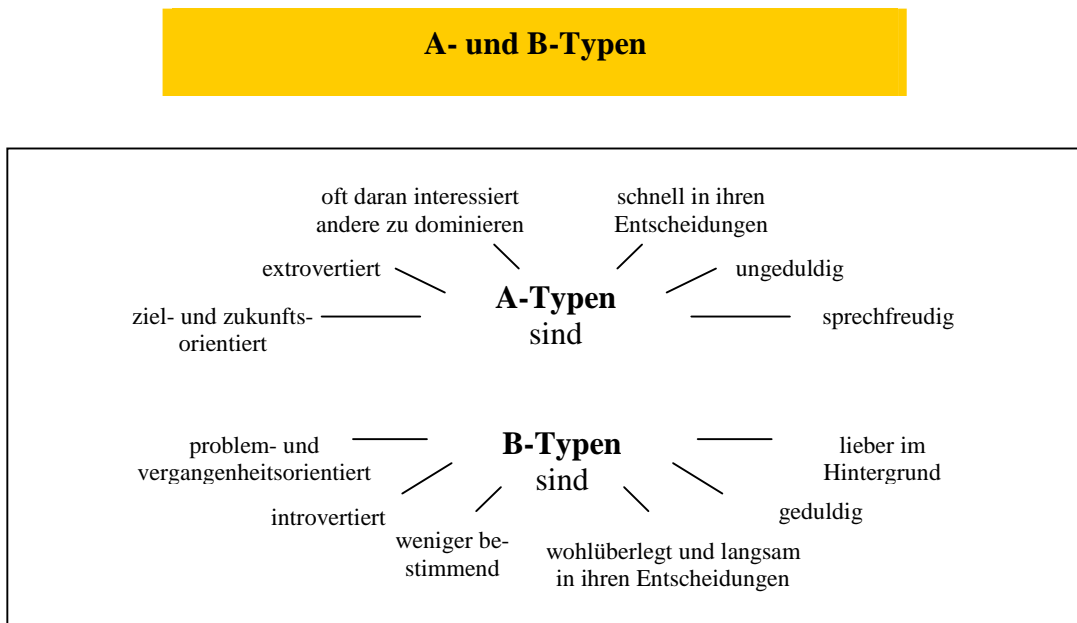 A- und B-Typen
oft daran interessiert
andere zu dominieren
schnell in ihren
Entscheidungen
extrovertiert
ungeduldig
A-Typen
sind
ziel- und zukunfts-
orientiert
sprechfreudig
problem- und
vergangenheitsorientiert
B-Typen
sind
lieber im
Hintergrund
introvertiert
geduldig
weniger be-
stimmend
wohlüberlegt und langsam
in ihren Entscheidungen